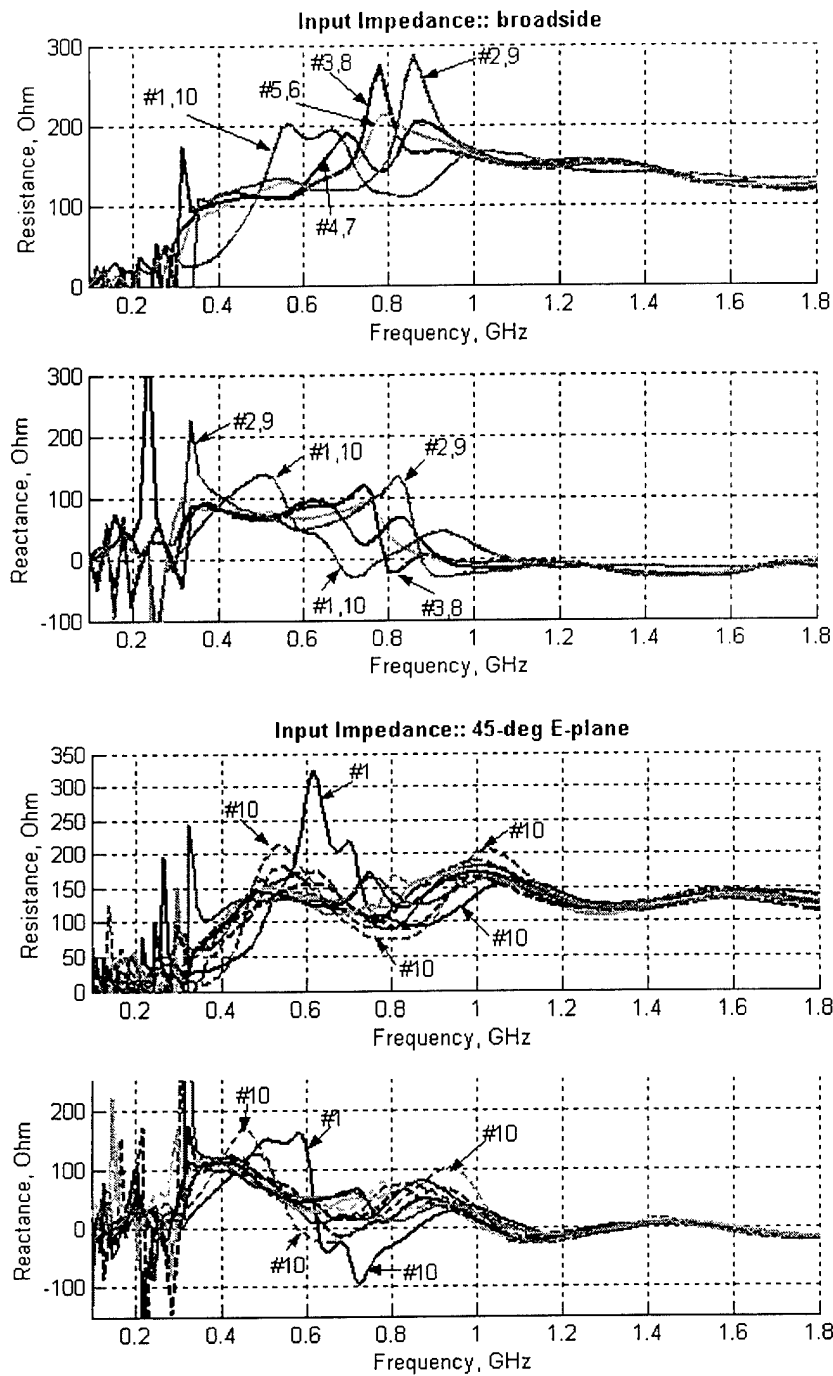 Input Impedance:: broadside
300
200
100
0
Resistance, Ohm
#1,10
#5,6
#3,8
#2,9
#4,7
0.2 0.4 0.6 0.8 1 1.2 1.4 1.6 1.8
Frequency, GHz
300
200
100
0
-100
Reactance, Ohm
#2,9
#1,10
#2,9
#1,10
#3,8
0.2 0.4 0.6 0.8 1 1.2 1.4 1.6 1.8
Frequency, GHz
Input Impedance:: 45-deg E-plane
350
300
250
200
150
100
50
0
Resistance, Ohm
#1
#10
#10
#10
#10
0.2 0.4 0.6 0.8 1 1.2 1.4 1.6 1.8
Frequency, GHz
200
100
0
-100
Reactance, Ohm
#10
#1
#10
#10
#10
0.2 0.4 0.6 0.8 1 1.2 1.4 1.6 1.8
Frequency, GHz